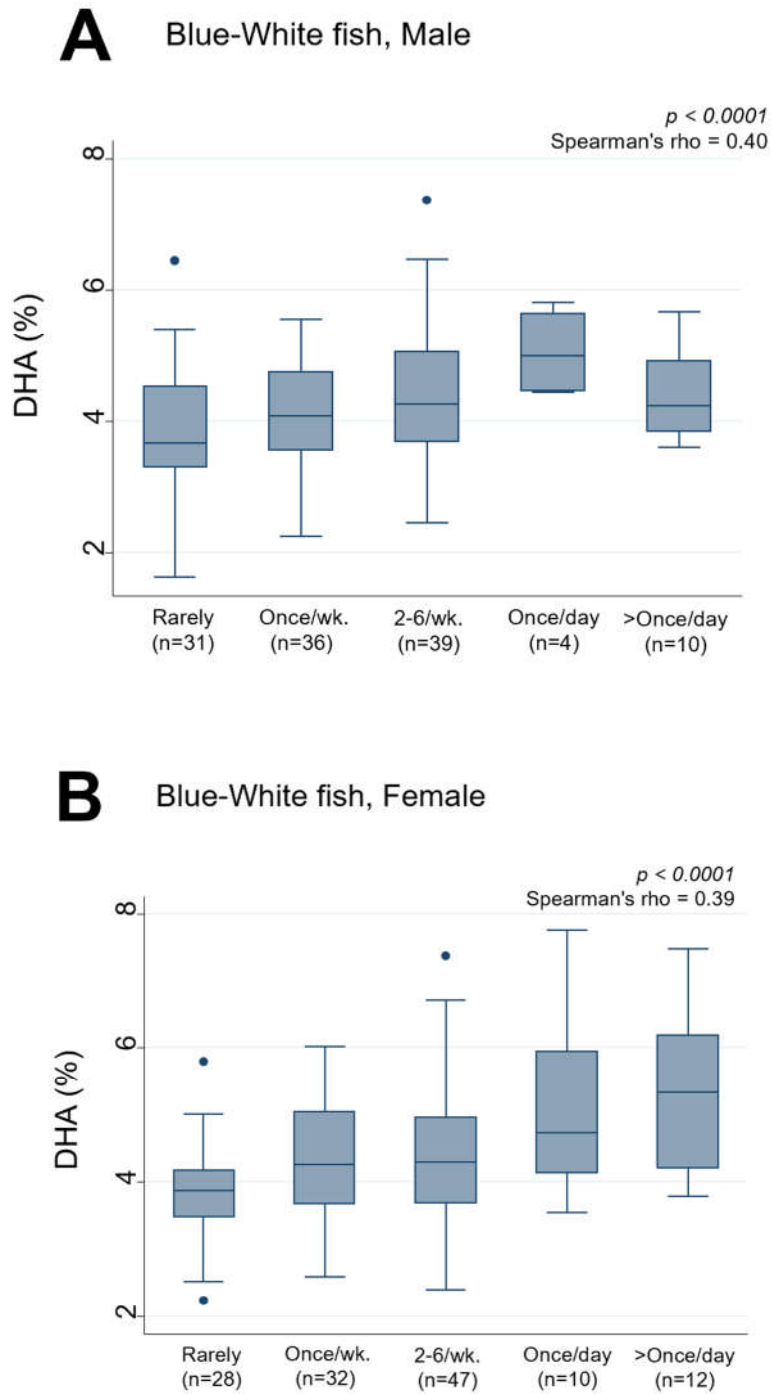 A Blue-White fish, Male
p < 0.0001
Spearman's rho = 0.40
DHA (%)
8
6
4
2
Rarely Once/wk. 2-6/wk. Once/day >Once/day
(n=31) (n=36) (n=39) (n=4) (n=10)
B Blue-White fish, Female
p < 0.0001
Spearman's rho = 0.39
DHA (%)
8
6
4
2
Rarely Once/wk. 2-6/wk. Once/day >Once/day
(n=28) (n=32) (n=47) (n=10) (n=12)